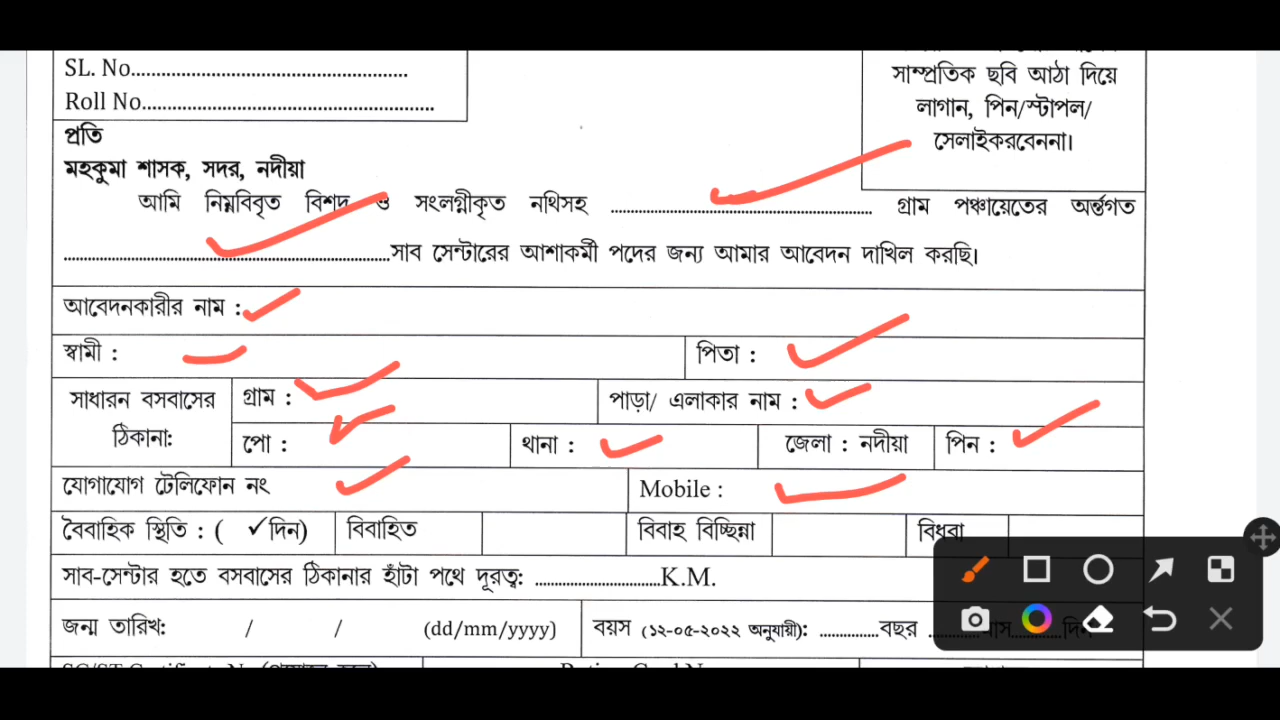 SL. No
সাম্প্রতিক ছবি আঠা দিয়ে
Roll No
লাগান, পিন/স্টাপল/
সেলাইকরবেননা।
প্রতি
মহকুমা শাসক, সদর, নদীয়া
আমি নিম্নবিবৃত বিশদ ও সংলগ্নীকৃত নথিসহ .................................................. গ্রাম পঞ্চায়েতের অর্ন্তগত
..................................................সাব সেন্টারের আশাকর্মী পদের জন্য আমার আবেদন দাখিল করছি।
আবেদনকারীর নাম :
স্বামী : পিতা :
সাধারন বসবাসের ঠিকানা: গ্রাম : পাড়া/ এলাকার নাম :
পো : থানা : জেলা : নদীয়া পিন :
যোগাযোগ টেলিফোন নং Mobile :
বৈবাহিক স্থিতি : ( ✓দিন) বিবাহিত বিবাহ বিচ্ছিন্না বিধবা
সাব-সেন্টার হতে বসবাসের ঠিকানার হাঁটা পথে দূরত্ব: ..............................K.M.
জন্ম তারিখ: / / (dd/mm/yyyy) বয়স (১২-০৫-২০২২ অনুযায়ী): ..............বছর ..............মাস..............দিন